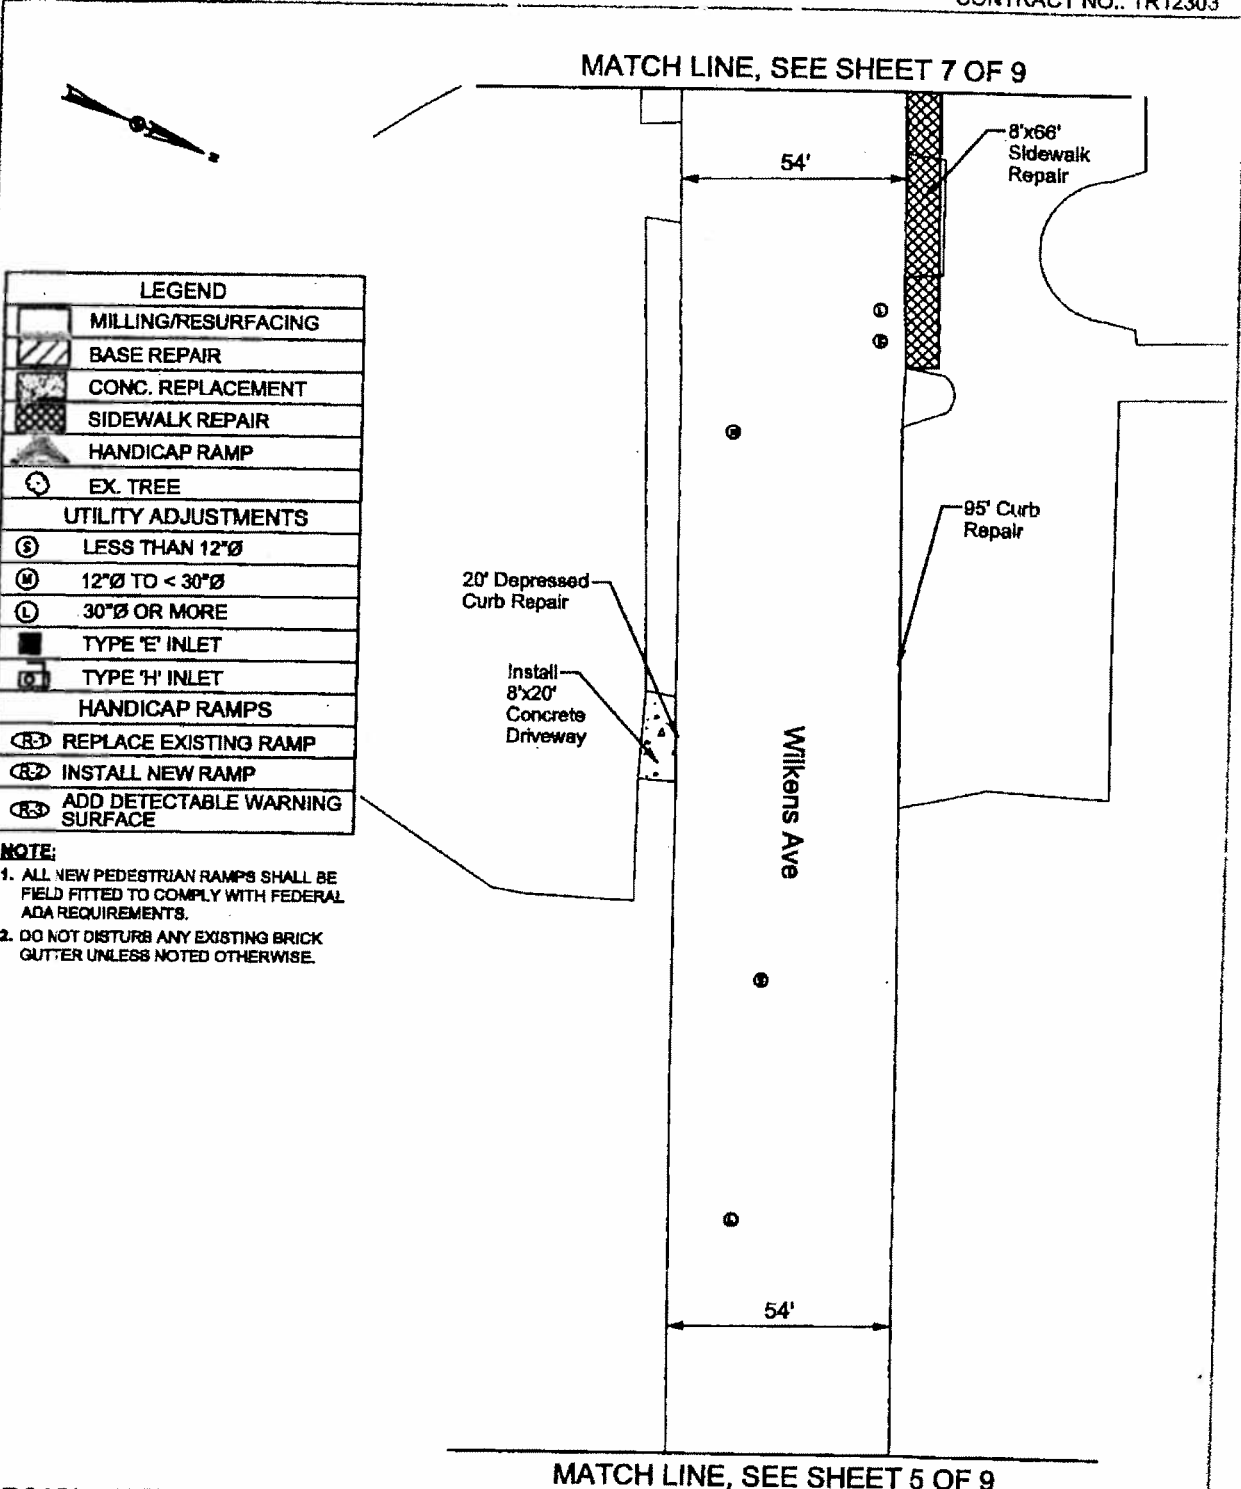 CONTRACT NO.: TR12303
MATCH LINE, SEE SHEET 7 OF 9
54'
8'x66'
Sidewalk
Repair
LEGEND
MILLING/RESURFACING
BASE REPAIR
CONC. REPLACEMENT
SIDEWALK REPAIR
HANDICAP RAMP
EX. TREE
UTILITY ADJUSTMENTS
S LESS THAN 12"Ø
M 12"Ø TO < 30"Ø
L 30"Ø OR MORE
TYPE 'E' INLET
TYPE 'H' INLET
HANDICAP RAMPS
R-1 REPLACE EXISTING RAMP
R-2 INSTALL NEW RAMP
R-3 ADD DETECTABLE WARNING
SURFACE
NOTE:
1. ALL NEW PEDESTRIAN RAMPS SHALL BE
FIELD FITTED TO COMPLY WITH FEDERAL
ADA REQUIREMENTS.
2. DO NOT DISTURB ANY EXISTING BRICK
GUTTER UNLESS NOTED OTHERWISE.
95' Curb
Repair
20' Depressed
Curb Repair
Install
8'x20'
Concrete
Driveway
Wilkens Ave
54'
MATCH LINE, SEE SHEET 5 OF 9